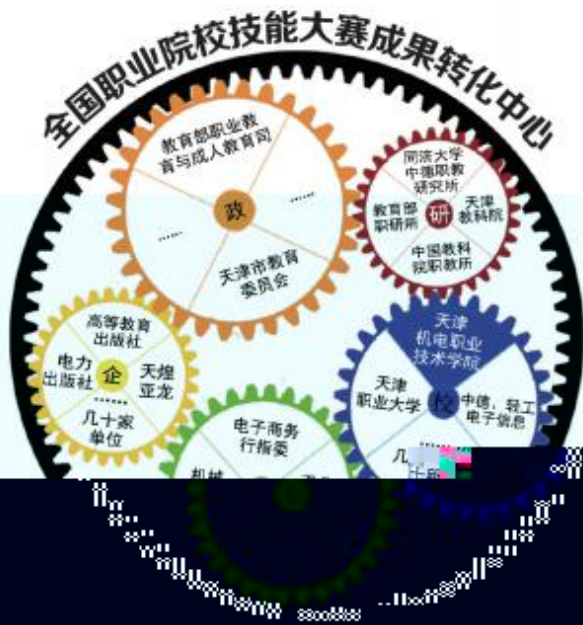 全国职业院校技能大赛成果转化中心
教育部职业教
育与成人教育司
……
政
……
天津市教育
委员会
同济大学
中德职教
研究所
教育部
职研所
研
天津
教科院
中国教科
院职教所
高等教育
出版社
电力
出版社
企
天煌
亚龙
……
几十家
单位
天津
机电职业
技术学院
天津
职业大学
校
中德，轻工
电子信息
……
电子商务
行指委
机械